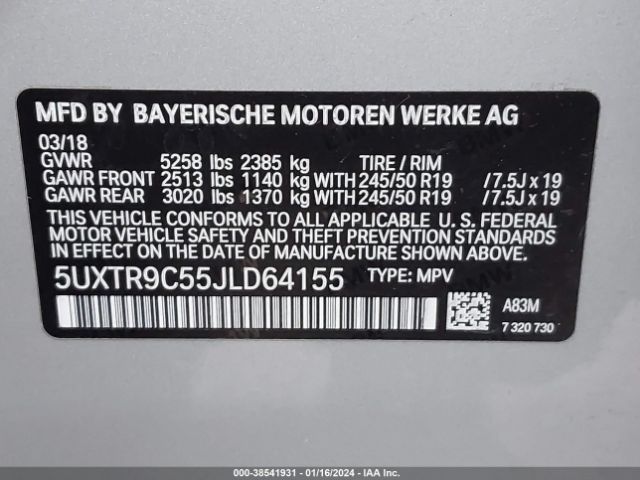 MFD BY BAYERISCHE MOTOREN WERKE AG
03/18
GVWR 5258 lbs 2385 kg TIRE / RIM
GAWR FRONT 2513 lbs 1140 kg WITH 245/50 R19 /7.5J x 19
GAWR REAR 3020 lbs 1370 kg WITH 245/50 R19 /7.5J x 19
THIS VEHICLE CONFORMS TO ALL APPLICABLE U. S. FEDERAL
MOTOR VEHICLE SAFETY AND THEFT PREVENTION STANDARDS
IN EFFECT ON THE DATE OF MANUFACTURE SHOWN ABOVE.
5UXTR9C55JLD64155 TYPE: MPV
A83M
7 320 730
000-38541931 - 01/16/2024 - IAAI.COM